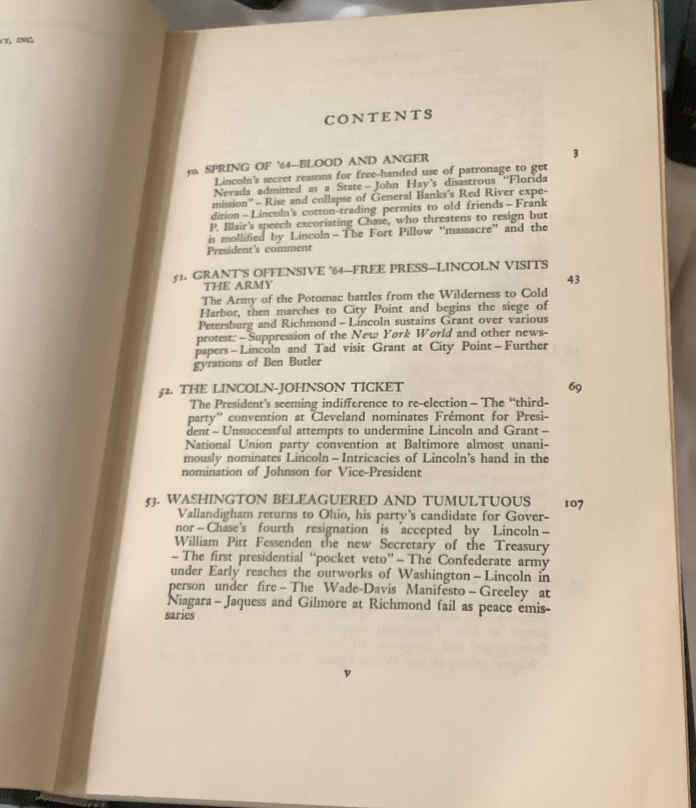 NY, INC.
CONTENTS
50. SPRING OF '64—BLOOD AND ANGER 3
Lincoln's secret reasons for free-handed use of patronage to get
Nevada admitted as a State – John Hay's disastrous "Florida
mission" – Rise and collapse of General Banks's Red River expe-
dition – Lincoln's cotton-trading permits to old friends – Frank
P. Blair's speech excoriating Chase, who threatens to resign but
is mollified by Lincoln – The Fort Pillow "massacre" and the
President's comment
51. GRANT'S OFFENSIVE '64—FREE PRESS—LINCOLN VISITS
THE ARMY 43
The Army of the Potomac battles from the Wilderness to Cold
Harbor, then marches to City Point and begins the siege of
Petersburg and Richmond – Lincoln sustains Grant over various
protest: – Suppression of the New York World and other news-
papers – Lincoln and Tad visit Grant at City Point – Further
gyrations of Ben Butler
52. THE LINCOLN-JOHNSON TICKET 69
The President's seeming indifference to re-election – The "third-
party" convention at Cleveland nominates Frémont for Presi-
dent – Unsuccessful attempts to undermine Lincoln and Grant –
National Union party convention at Baltimore almost unani-
mously nominates Lincoln – Intricacies of Lincoln's hand in the
nomination of Johnson for Vice-President
53. WASHINGTON BELEAGUERED AND TUMULTUOUS 107
Vallandigham returns to Ohio, his party's candidate for Gover-
nor – Chase's fourth resignation is accepted by Lincoln –
William Pitt Fessenden the new Secretary of the Treasury
– The first presidential "pocket veto" – The Confederate army
under Early reaches the outworks of Washington – Lincoln in
person under fire – The Wade-Davis Manifesto – Greeley at
Niagara – Jaquess and Gilmore at Richmond fail as peace emis-
saries
v